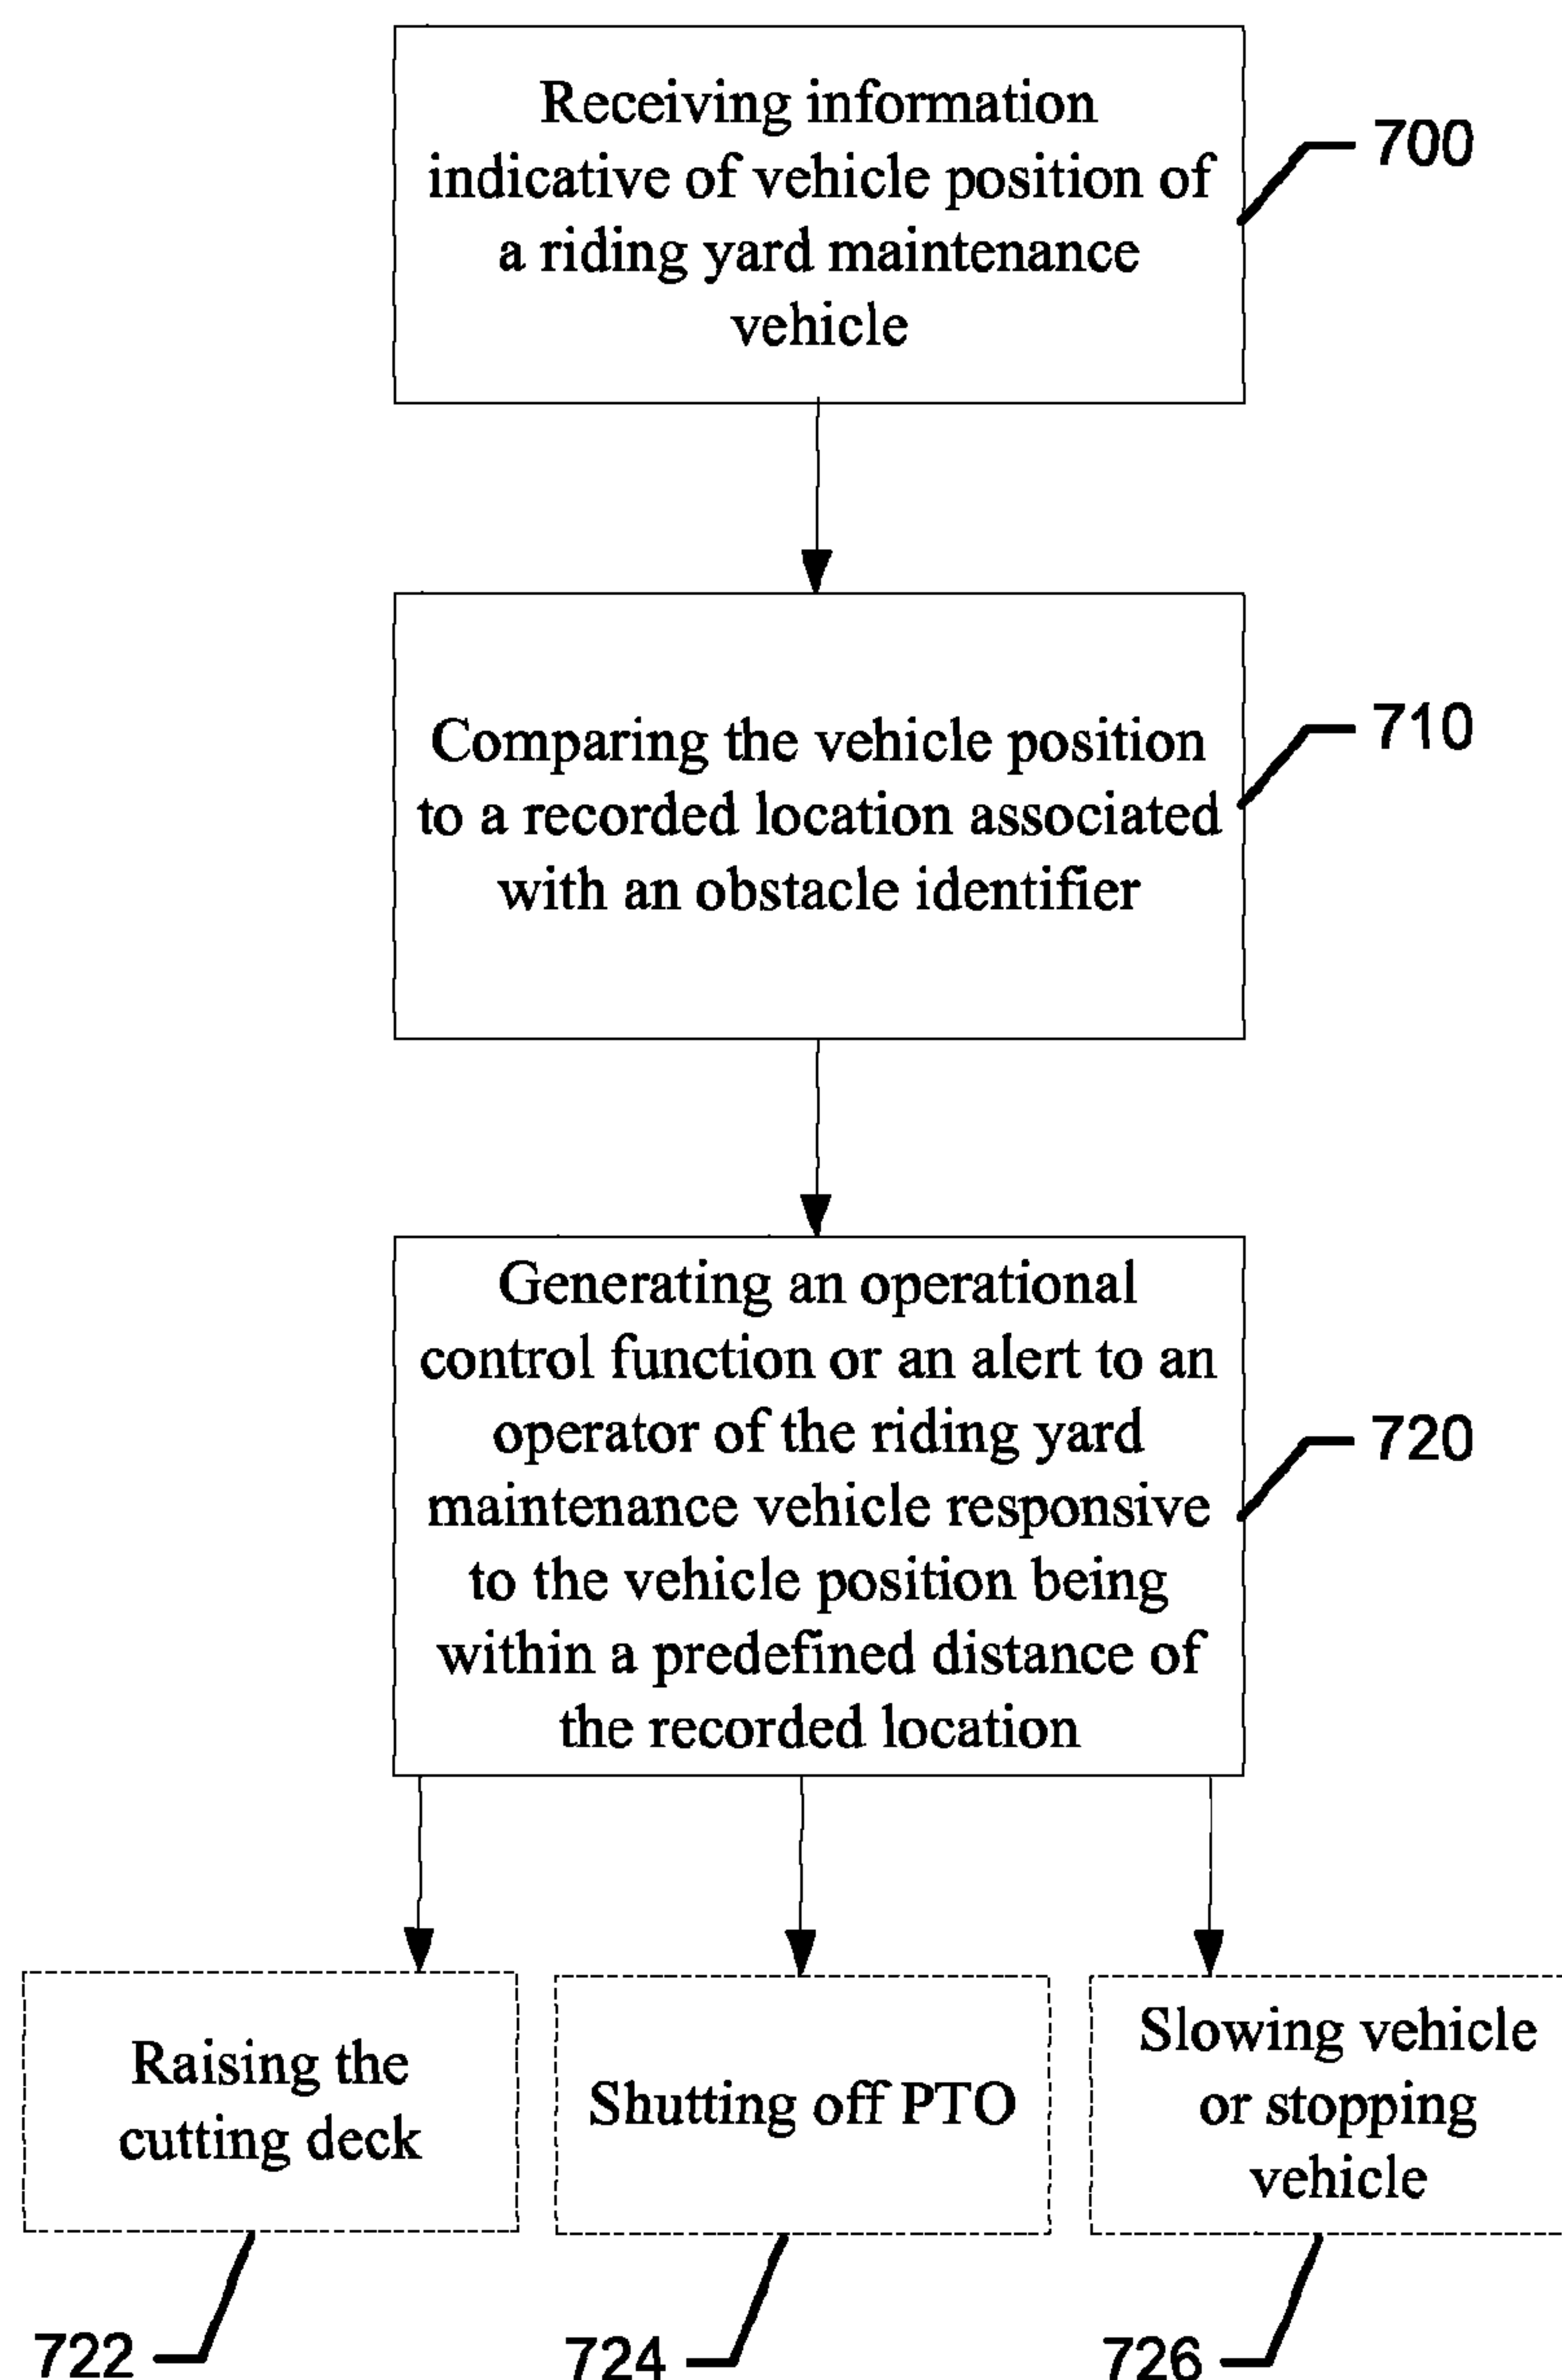 Receiving information
indicative of vehicle position of
a riding yard maintenance
vehicle
700
Comparing the vehicle position
to a recorded location associated
with an obstacle identifier
710
Generating an operational
control function or an alert to an
operator of the riding yard
maintenance vehicle responsive
to the vehicle position being
within a predefined distance of
the recorded location
720
Raising the
cutting deck
Shutting off PTO
Slowing vehicle
or stopping
vehicle
722
724
726